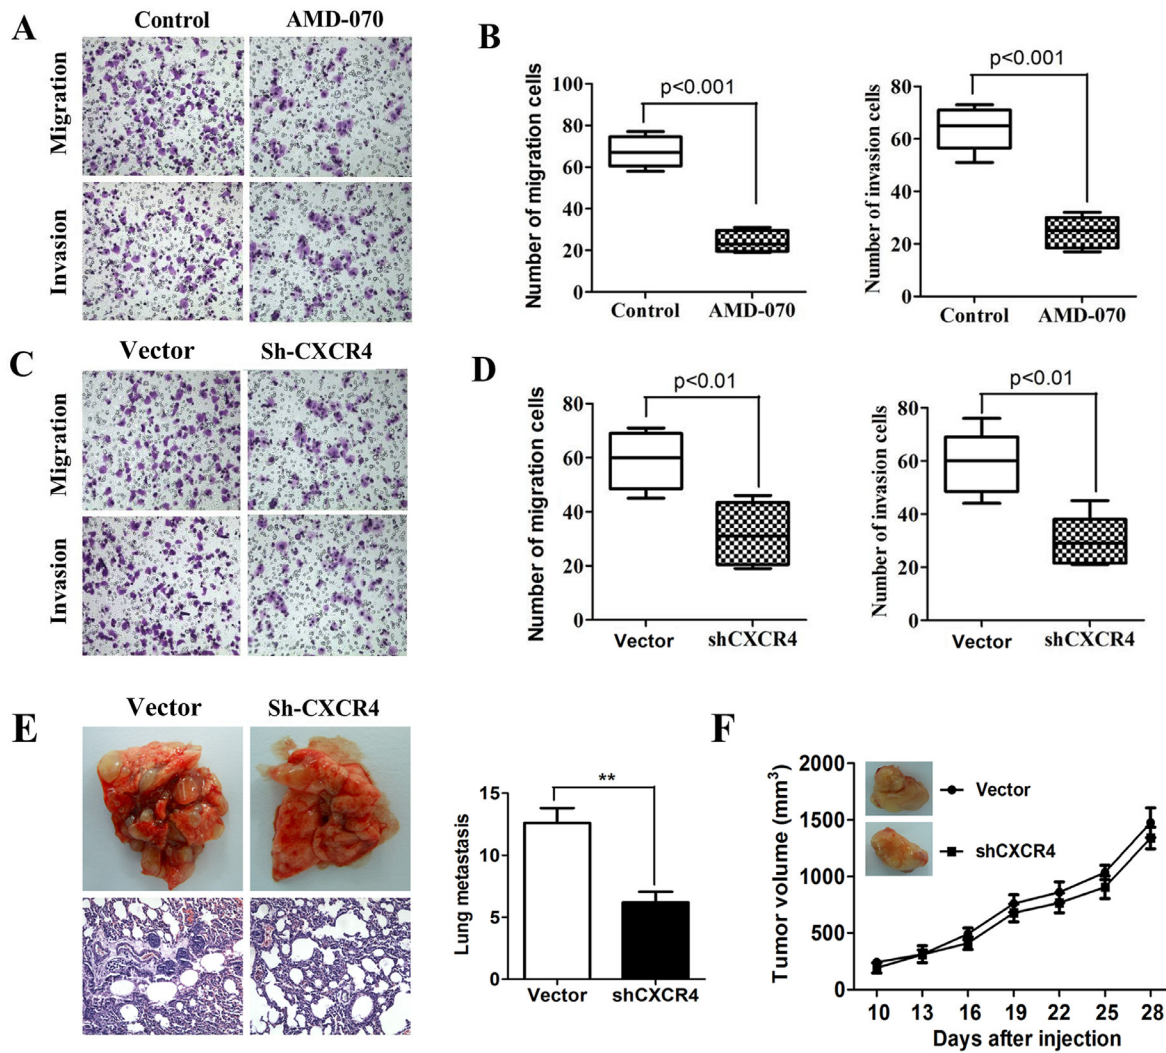 A
Control AMD-070
Migration
Invasion
B
Number of migration cells
100
80
60
40
20
0
p<0.001
Control AMD-070
Number of invasion cells
80
60
40
20
0
p<0.001
Control AMD-070
C
Vector Sh-CXCR4
Migration
Invasion
D
Number of migration cells
80
60
40
20
0
p<0.01
Vector shCXCR4
Number of invasion cells
80
60
40
20
0
p<0.01
Vector shCXCR4
E
Vector Sh-CXCR4
Lung metastasis
15
10
5
0
**
Vector shCXCR4
F
Tumor volume (mm³)
2000
1500
1000
500
0
Vector
shCXCR4
10 13 16 19 22 25 28
Days after injection